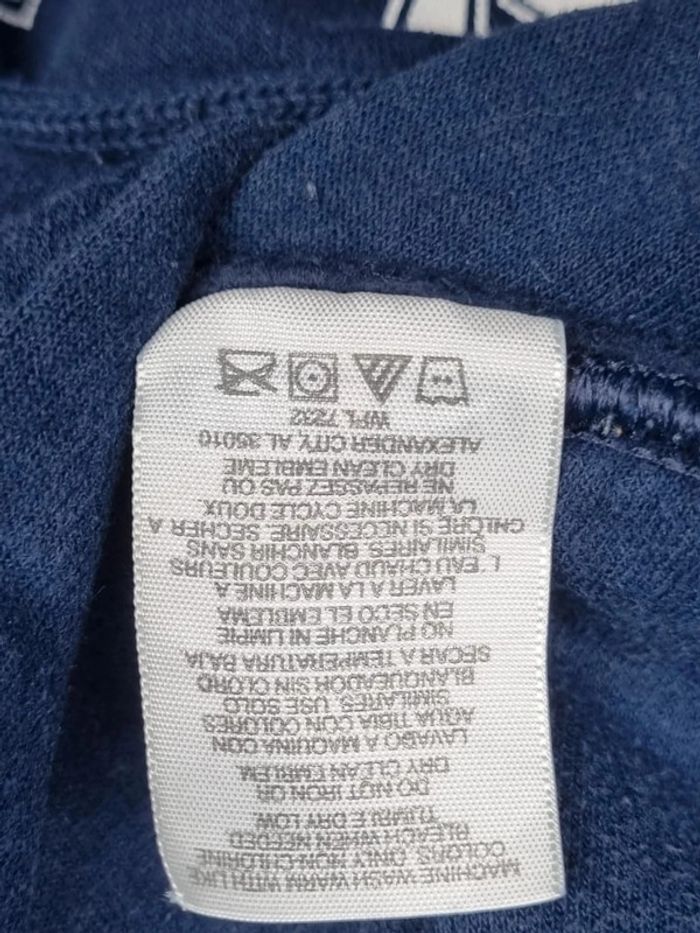 MACHINE WASH WARM WITH LIKE
COLORS. ONLY NON-CHLORINE
BLEACH WHEN NEEDED
TUMBLE DRY LOW
DO NOT IRON OR
DRY CLEAN EMBLEM.
LAVADO A MAQUINA CON
AGUA TIBIA CON COLORES
SIMILARES. USE SOLO
BLANQUEADOR SIN CLORO
SECAR A TEMPERATURA BAJA
NO PLANCHE NI LIMPIE
EN SECO EL EMBLEMA
LAVER A LA MACHINE A
L'EAU CHAUD AVEC COULEURS
SIMILAIRES. BLANCHIR SANS
CHLORE SI NECESSAIRE. SECHER A
LA MACHINE CYCLE DOUX.
NE REPASSEZ PAS OU
DRY CLEAN EMBLEME
ALEXANDER CITY, AL 35010
WPL 7232